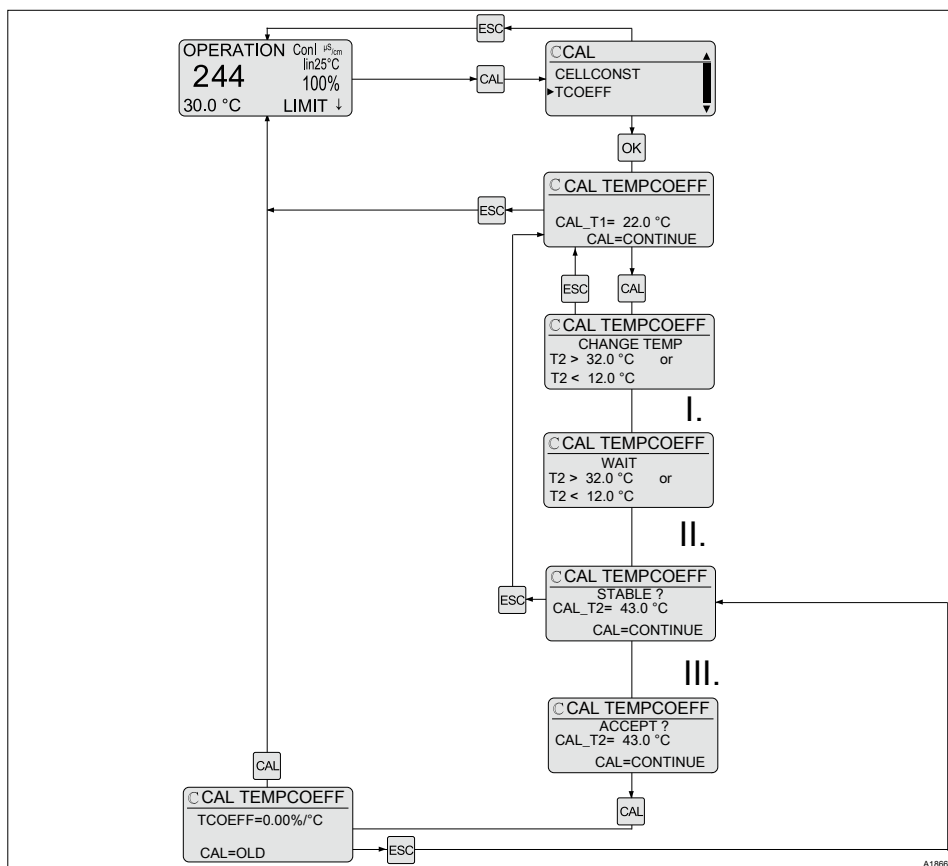 ESC
OPERATION ConI µS/cm
lin25°C
244 100%
30.0 °C LIMIT ↓
CAL
ℂCAL
CELLCONST
▶TCOEFF
OK
ℂ CAL TEMPCOEFF
CAL_T1= 22.0 °C
CAL=CONTINUE
ESC
ESC
CAL
ℂ CAL TEMPCOEFF
CHANGE TEMP
T2 > 32.0 °C or
T2 < 12.0 °C
I.
ℂ CAL TEMPCOEFF
WAIT
T2 > 32.0 °C or
T2 < 12.0 °C
II.
ℂ CAL TEMPCOEFF
STABLE ?
CAL_T2= 43.0 °C
CAL=CONTINUE
ESC
III.
ℂ CAL TEMPCOEFF
ACCEPT ?
CAL_T2= 43.0 °C
CAL=CONTINUE
CAL
CAL
ℂ CAL TEMPCOEFF
TCOEFF=0.00%/°C
CAL=OLD
ESC
A1866